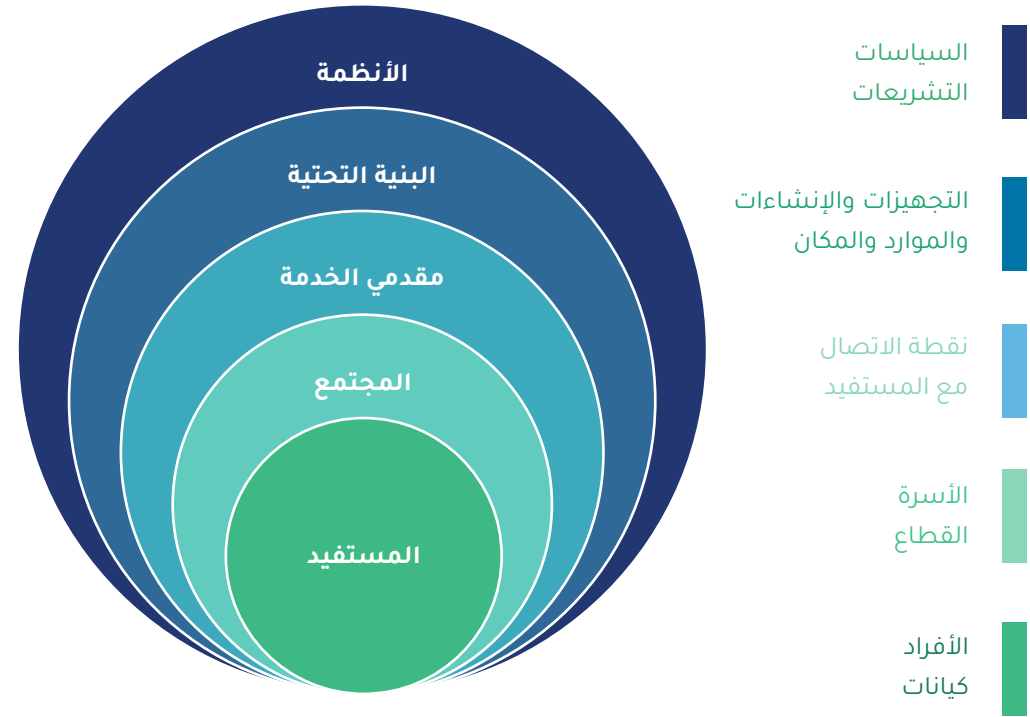 الأنظمة
البنية التحتية
مقدمي الخدمة
المجتمع
المستفيد
السياسات
التشريعات
التجهيزات والإنشاءات
والموارد والمكان
نقطة الاتصال
مع المستفيد
الأسرة
القطاع
الأفراد
كيانات